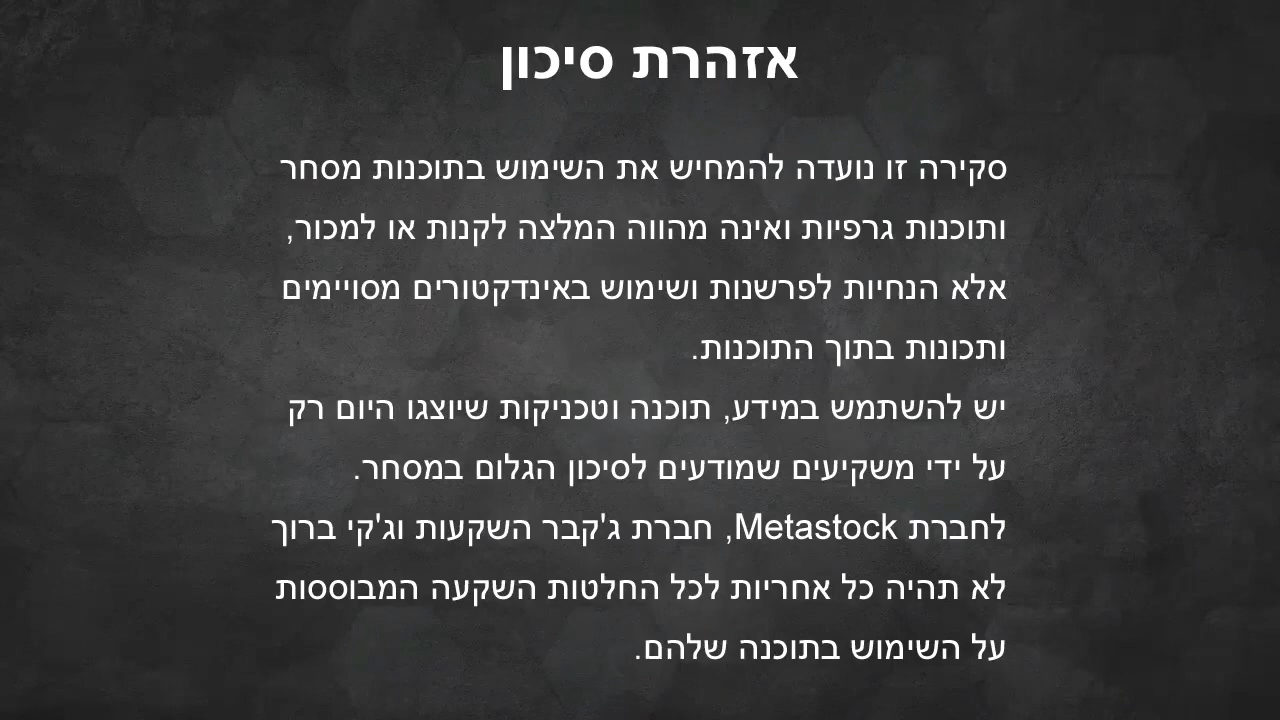 אזהרת סיכון
סקירה זו נועדה להמחיש את השימוש בתוכנות מסחר
ותוכנות גרפיות ואינה מהווה המלצה לקנות או למכור,
אלא הנחיות לפרשנות ושימוש באינדקטורים מסויימים
ותכונות בתוך התוכנות.
יש להשתמש במידע, תוכנה וטכניקות שיוצגו היום רק
על ידי משקיעים שמודעים לסיכון הגלום במסחר.
לחברת Metastock, חברת ג'קבר השקעות וג'קי ברוך
לא תהיה כל אחריות לכל החלטות השקעה המבוססות
על השימוש בתוכנה שלהם.